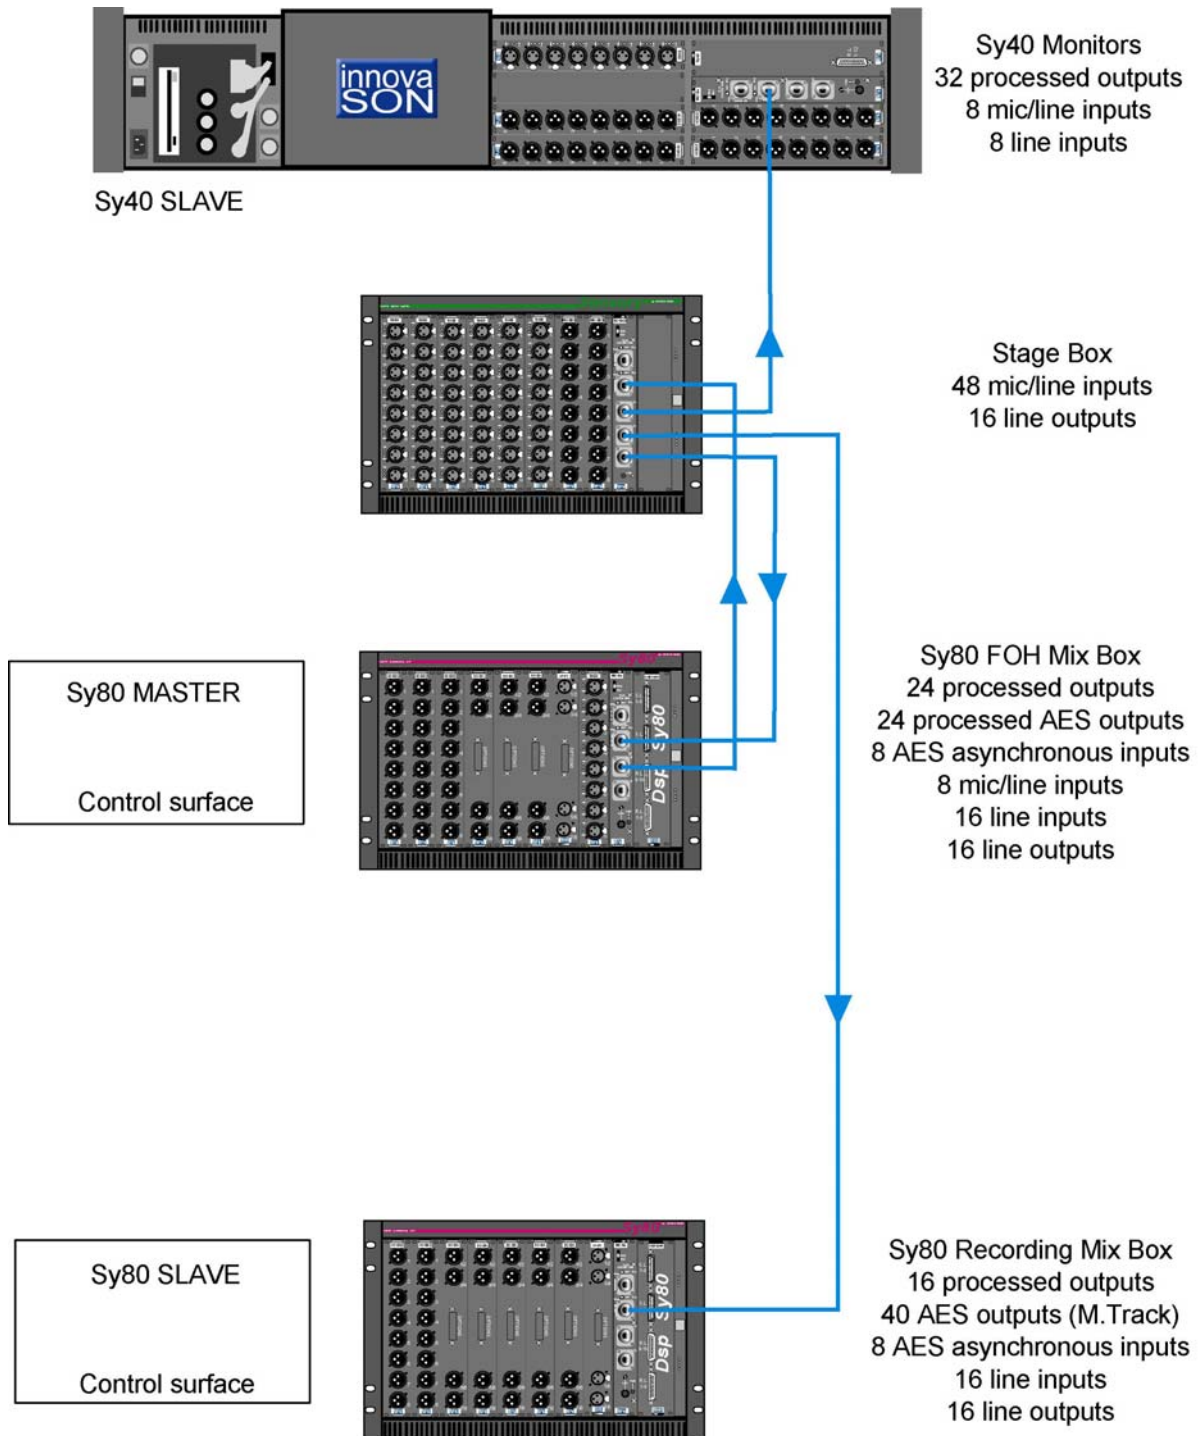 innova
SON
Sy40 Monitors
32 processed outputs
8 mic/line inputs
8 line inputs
Sy40 SLAVE
Stage Box
48 mic/line inputs
16 line outputs
Sy80 MASTER
Control surface
Sy80
Dsp Sy80
Sy80 FOH Mix Box
24 processed outputs
24 processed AES outputs
8 AES asynchronous inputs
8 mic/line inputs
16 line inputs
16 line outputs
Sy80 SLAVE
Control surface
Sy80
Dsp Sy80
Sy80 Recording Mix Box
16 processed outputs
40 AES outputs (M.Track)
8 AES asynchronous inputs
16 line inputs
16 line outputs